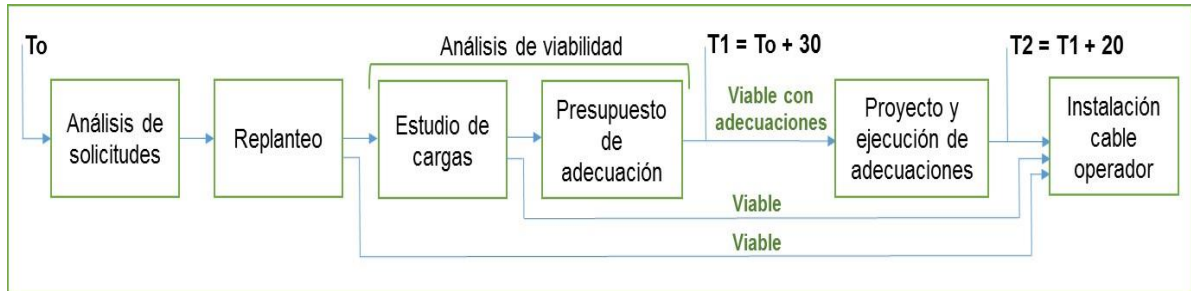 To
Análisis de viabilidad
T1 = To + 30
T2 = T1 + 20
Análisis de
solicitudes
Replanteo
Estudio de
cargas
Presupuesto
de
adecuación
Viable con
adecuaciones
Proyecto y
ejecución de
adecuaciones
Instalación
cable
operador
Viable
Viable